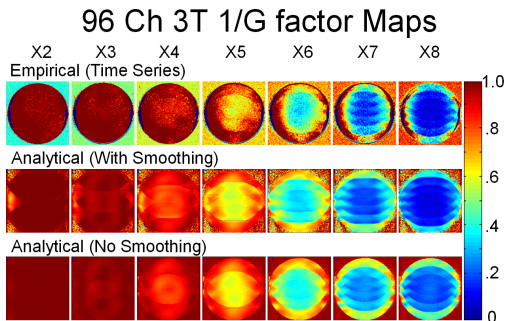 96 Ch 3T 1/G factor Maps
X2 X3 X4 X5 X6 X7 X8
Empirical (Time Series)
1.0
.8
Analytical (With Smoothing)
.6
.4
Analytical (No Smoothing)
.2
0